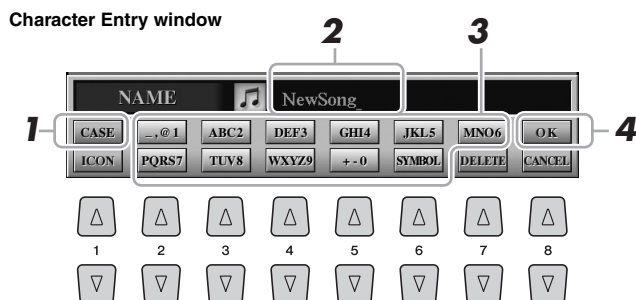 Character Entry window
2 3
NAME NewSong_
1 CASE _.,@1 ABC2 DEF3 GHI4 JKL5 MNO6 OK 4
ICON PQRS7 TUV8 WXYZ9 +-0 SYMBOL DELETE CANCEL
1 2 3 4 5 6 7 8